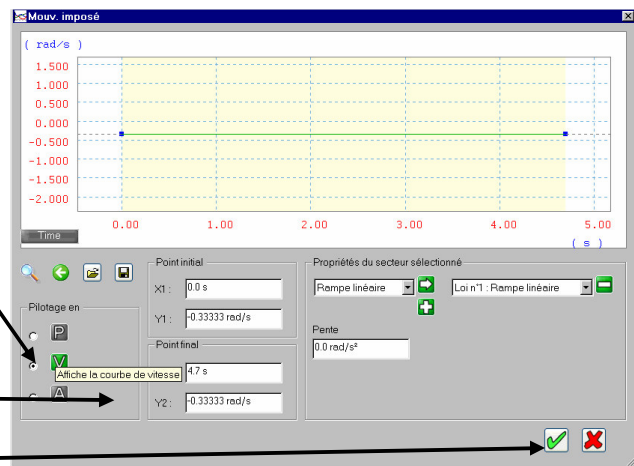 Mouv. imposé
( rad/s )
1.500
1.000
0.500
0.000
-0.500
-1.000
-1.500
-2.000
0.00 1.00 2.00 3.00 4.00 5.00
( s )
Time
Pilotage en
P
V
A
Affiche la courbe de vitesse
Point initial
X1 : 0.0 s
Y1 : -0.33333 rad/s
Point final
4.7 s
Y2 : -0.33333 rad/s
Propriétés du secteur sélectionné
Rampe linéaire
Loi n°1 : Rampe linéaire
Pente
0.0 rad/s²